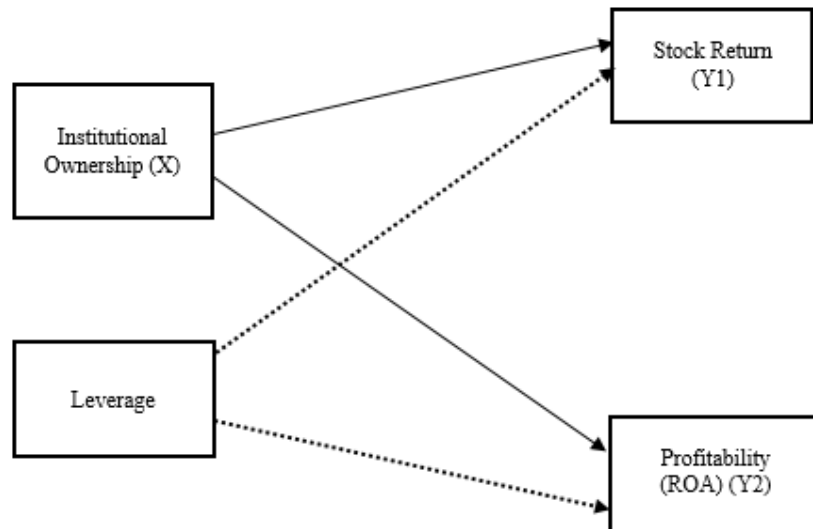 Stock Return
(Y1)
Institutional
Ownership (X)
Leverage
Profitability
(ROA) (Y2)